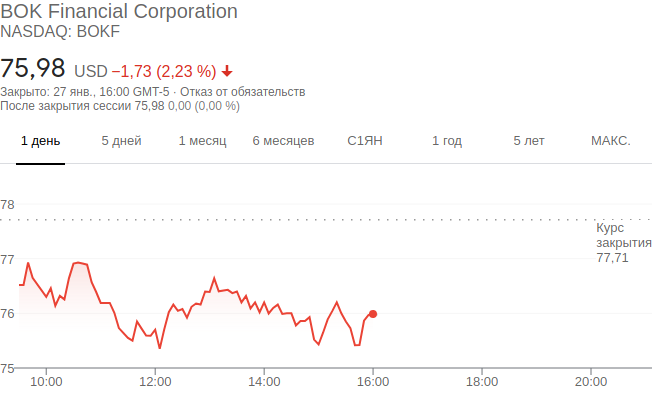 BOK Financial Corporation
NASDAQ: BOKF
75,98 USD −1,73 (2,23 %)
Закрыто: 27 янв., 16:00 GMT-5 · Отказ от обязательств
После закрытия сессии 75,98 0,00 (0,00 %)
1 день 5 дней 1 месяц 6 месяцев С1ЯН 1 год 5 лет МАКС.
78
Курс
закрытия
77,71
77
76
75
10:00 12:00 14:00 16:00 18:00 20:00